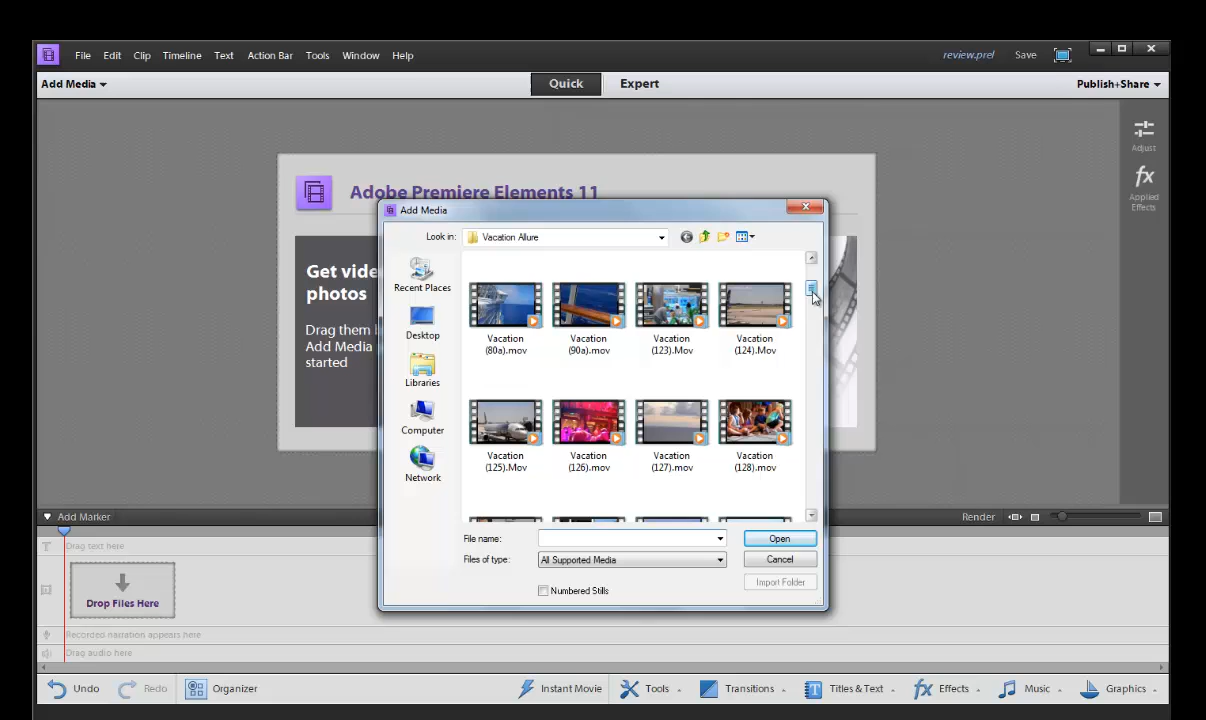 File Edit Clip Timeline Text Action Bar Tools Window Help review.prel Save
Add Media Quick Expert Publish+Share
Adjust
Applied
Effects
Adobe Premiere Elements 11
Get vide
photos
Drag them
Add Media
started
Add Media
Look in: Vacation Allure
Recent Places
Desktop
Libraries
Computer
Network
Vacation Vacation Vacation Vacation
(80a).mov (90a).mov (123).Mov (124).Mov
Vacation Vacation Vacation Vacation
(125).Mov (126).mov (127).mov (128).mov
File name: Open
Files of type: All Supported Media Cancel
Numbered Stills Import Folder
Add Marker Render
Drag text here
Drop Files Here
Recorded narration appears here
Drag audio here
Undo Redo Organizer Instant Movie Tools Transitions Titles & Text Effects Music Graphics